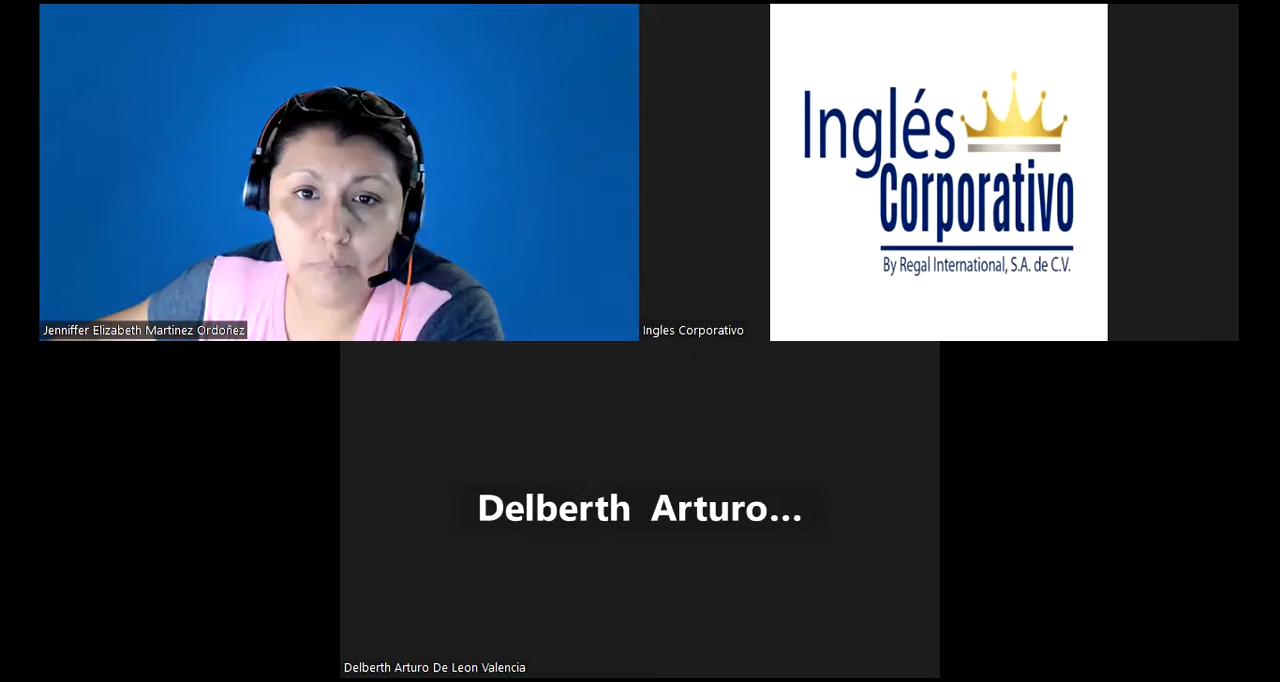 Inglés
Corporativo
By Regal International, S.A. de C.V.
Jenniffer Elizabeth Martinez Ordoñez
Ingles Corporativo
Delberth Arturo...
Delberth Arturo De Leon Valencia